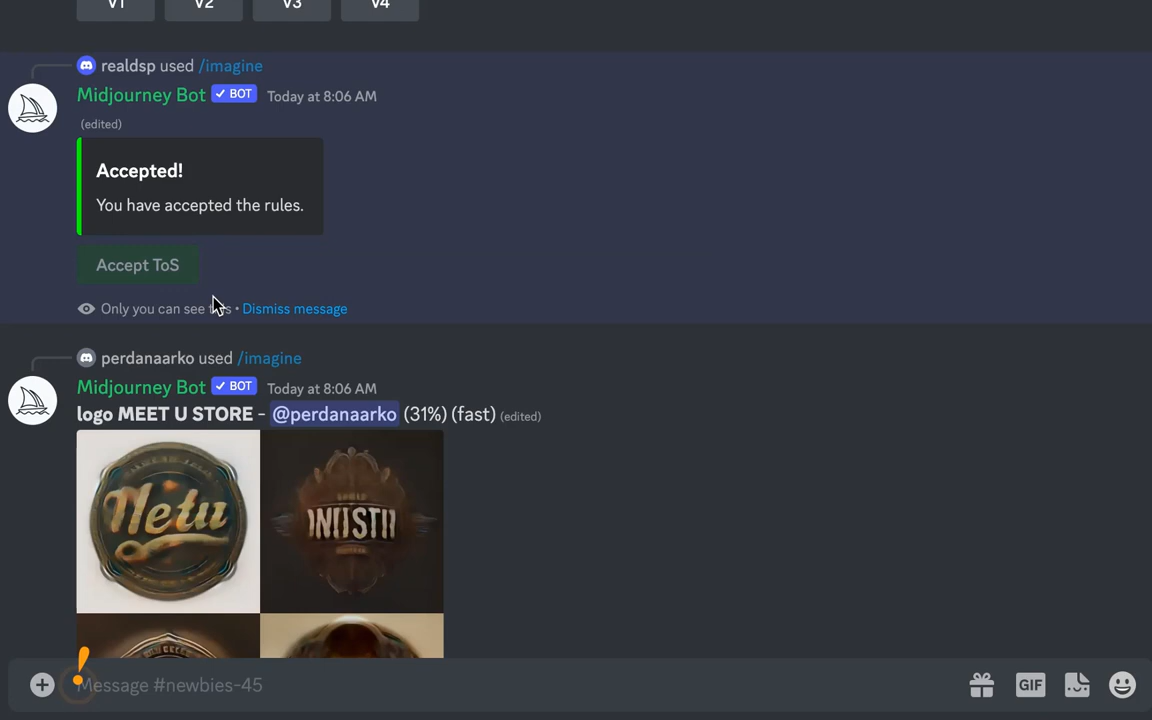 V1 V2 V3 V4
realdsp used /imagine
Midjourney Bot ✓ BOT Today at 8:06 AM
(edited)
Accepted!
You have accepted the rules.
Accept ToS
Only you can see • Dismiss message
perdanaarko used /imagine
Midjourney Bot ✓ BOT Today at 8:06 AM
logo MEET U STORE - @perdanaarko (31%) (fast) (edited)
Netu
Message #newbies-45
GIF